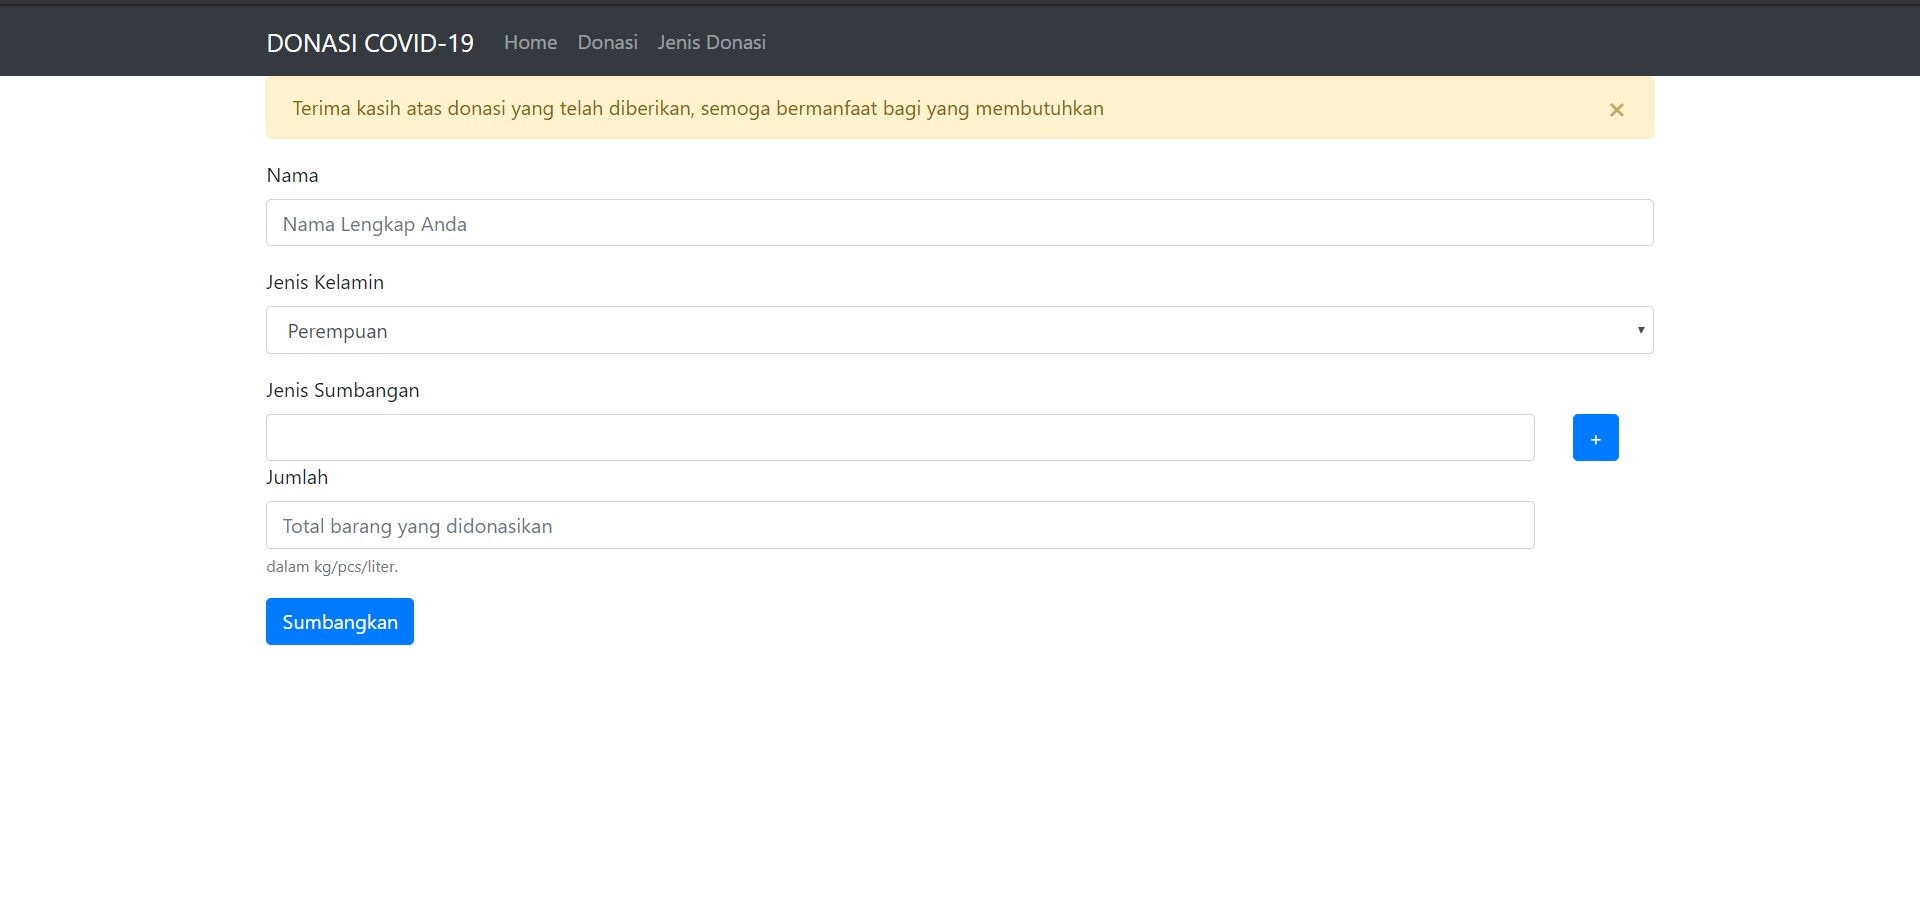 DONASI COVID-19 Home Donasi Jenis Donasi
Terima kasih atas donasi yang telah diberikan, semoga bermanfaat bagi yang membutuhkan ×
Nama
Nama Lengkap Anda
Jenis Kelamin
Perempuan
Jenis Sumbangan
+
Jumlah
Total barang yang didonasikan
dalam kg/pcs/liter.
Sumbangkan